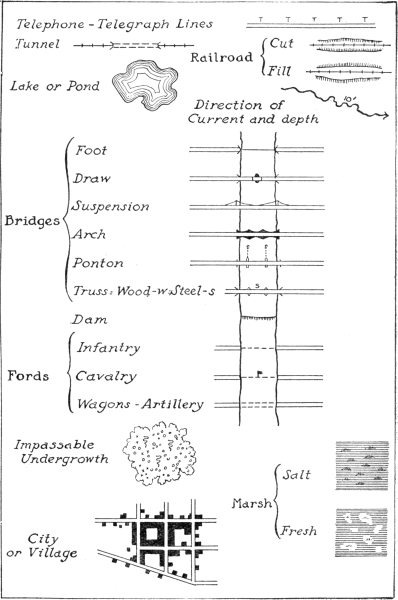 Telephone-Telegraph Lines
T T T T T
Tunnel
Railroad
Cut
Fill
Lake or Pond
10'
Direction of
Current and depth
Bridges
Foot
Draw
Suspension
Arch
Ponton
Truss: Wood-w: Steel-s
S
Dam
Fords
Infantry
Cavalry
Wagons-Artillery
Impassable
Undergrowth
Marsh
Salt
Fresh
City
or Village